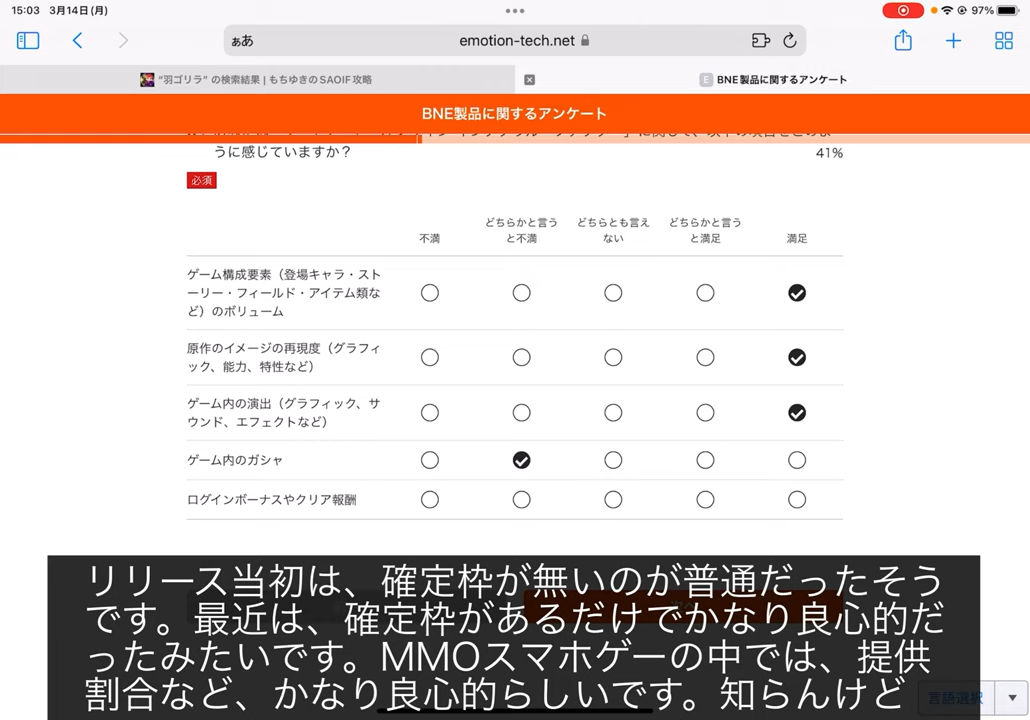 15:03 3月14日(月)
97%
ぁあ
emotion-tech.net
“羽ゴリラ” の検索結果 | もちゆきのSAOIF攻略
E BNE製品に関するアンケート
BNE製品に関するアンケート
うに感じていますか？
41%
必須
不満
どちらかと言う
と不満
どちらとも言え
ない
どちらかと言う
と満足
満足
ゲーム構成要素（登場キャラ・スト
ーリー・フィールド・アイテム類な
ど）のボリューム
原作のイメージの再現度（グラフィ
ック、能力、特性など）
ゲーム内の演出（グラフィック、サ
ウンド、エフェクトなど）
ゲーム内のガシャ
ログインボーナスやクリア報酬
リリース当初は、確定枠が無いのが普通だったそう
です。最近は、確定枠があるだけでかなり良心的だ
ったみたいです。MMOスマホゲーの中では、提供
割合など、かなり良心的らしいです。知らんけど
言語選択